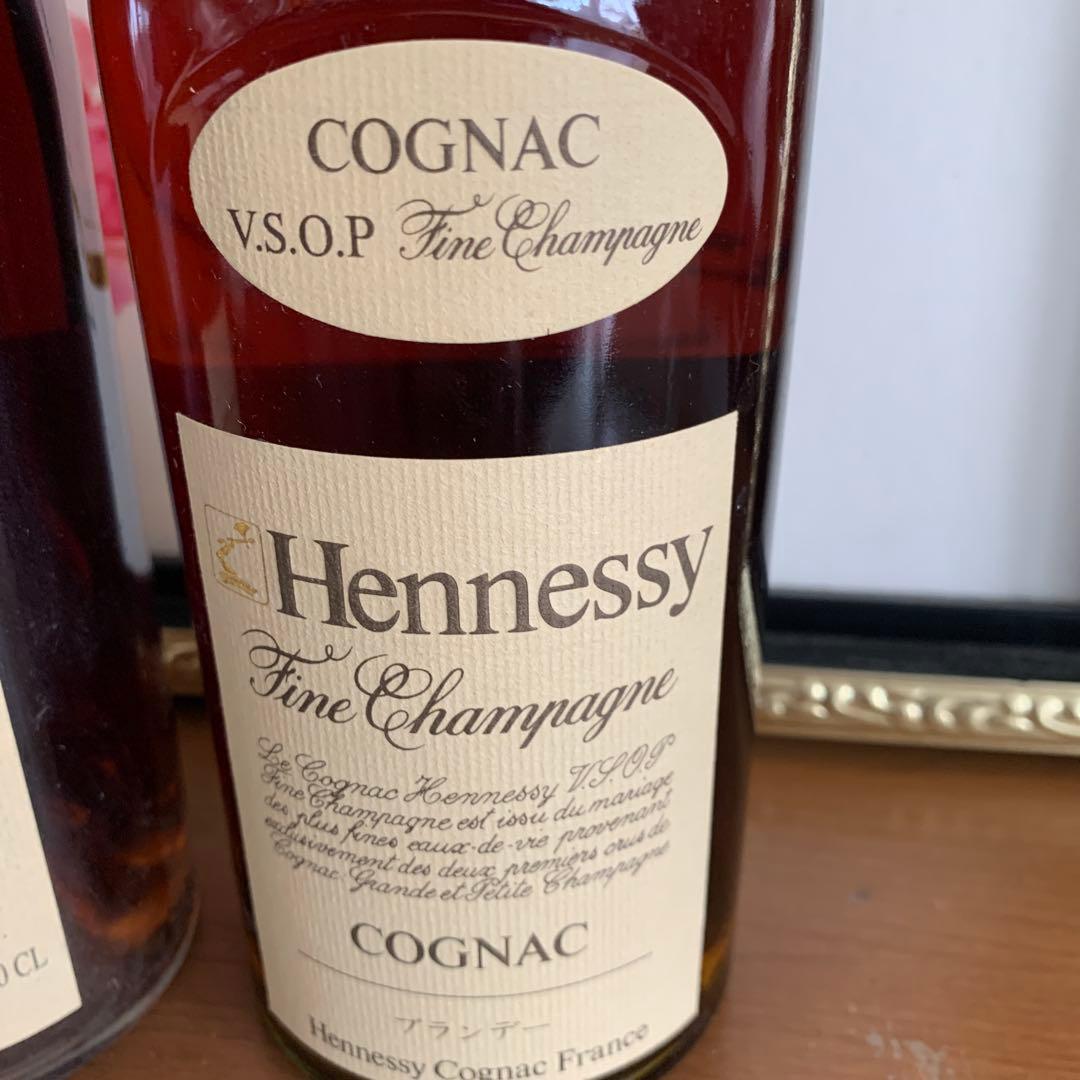 COGNAC
V.S.O.P Fine Champagne
Hennessy
Fine Champagne
Le Cognac Hennessy V.S.O.P
Fine Champagne est issu du mariage
des plus fines eaux-de-vie provenant
exclusivement des deux premiers crus de
Cognac, Grande et Petite Champagne
COGNAC
ブランデー
Hennessy Cognac France
0 CL